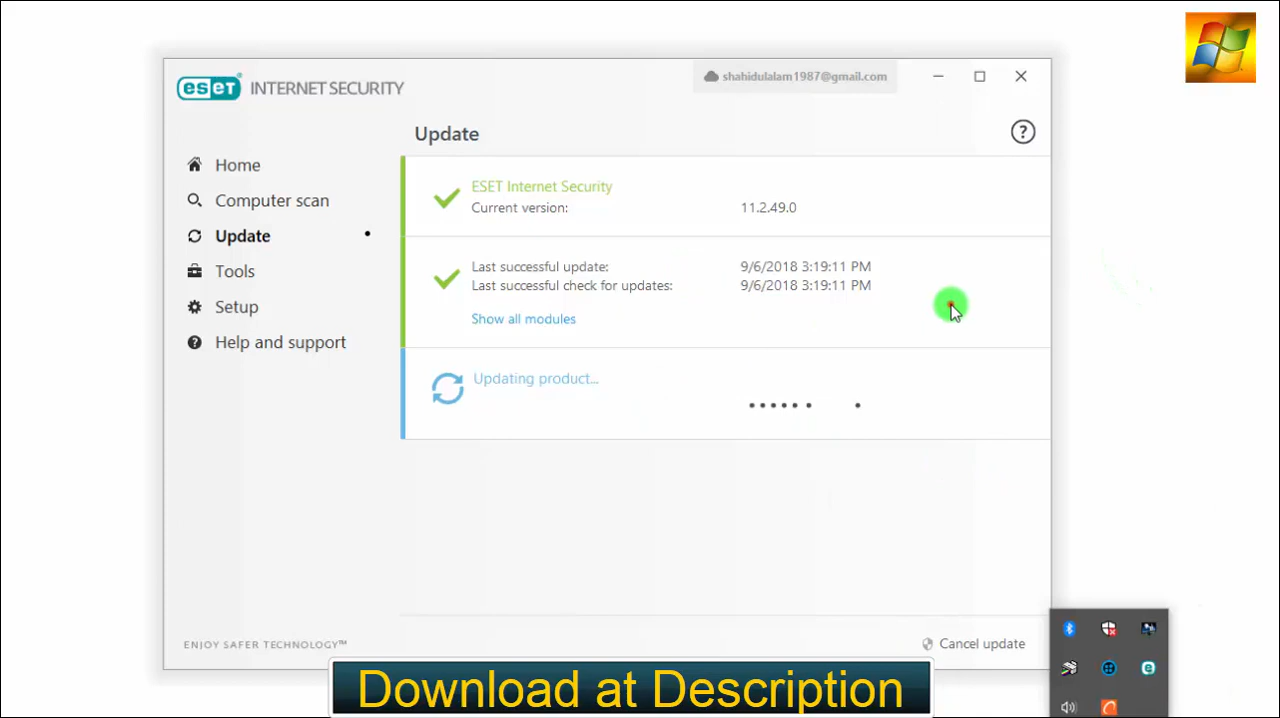 eset INTERNET SECURITY
shahidulalam1987@gmail.com
Update
?
Home
Computer scan
Update
Tools
Setup
Help and support
ESET Internet Security
Current version: 11.2.49.0
Last successful update: 9/6/2018 3:19:11 PM
Last successful check for updates: 9/6/2018 3:19:11 PM
Show all modules
Updating product...
ENJOY SAFER TECHNOLOGY™
Cancel update
Download at Description